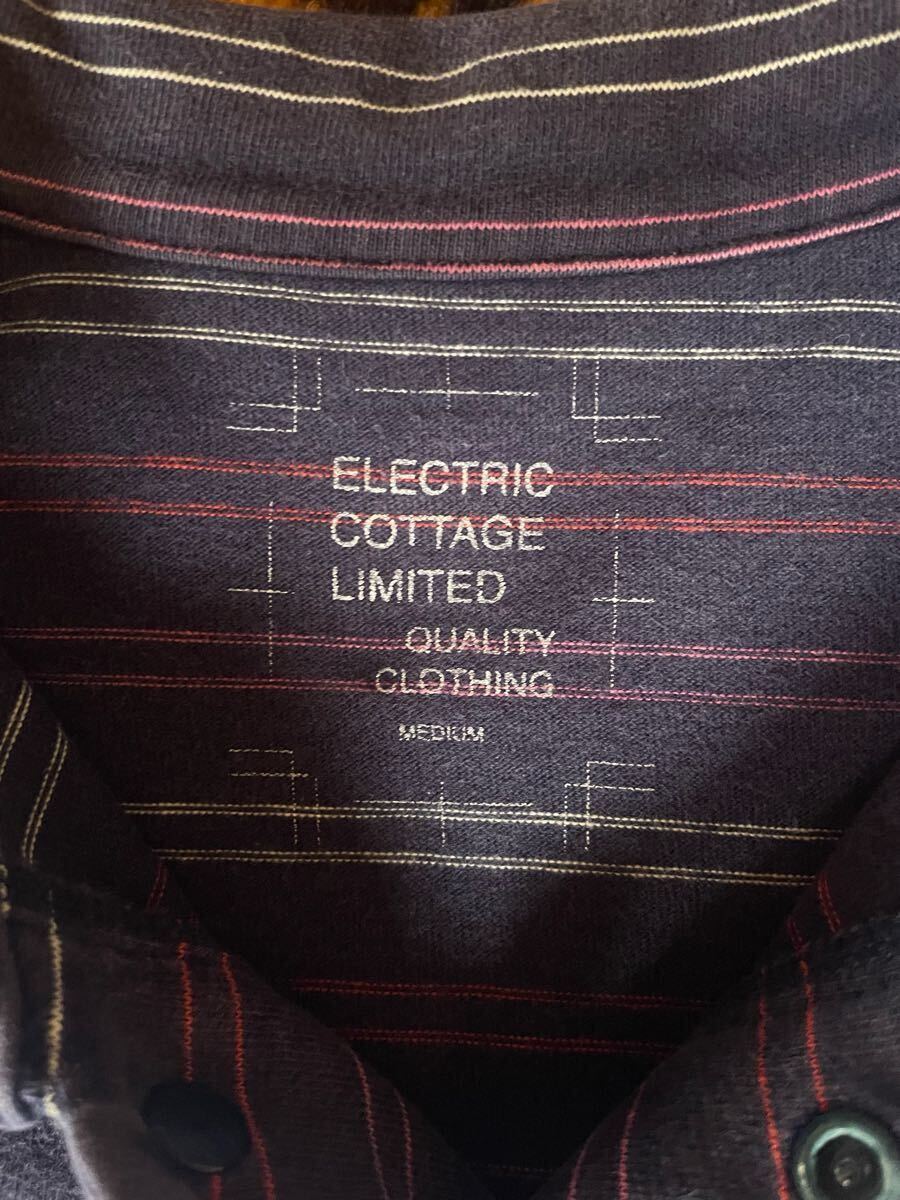 ELECTRIC
COTTAGE
LIMITED
QUALITY
CLOTHING
MEDIUM